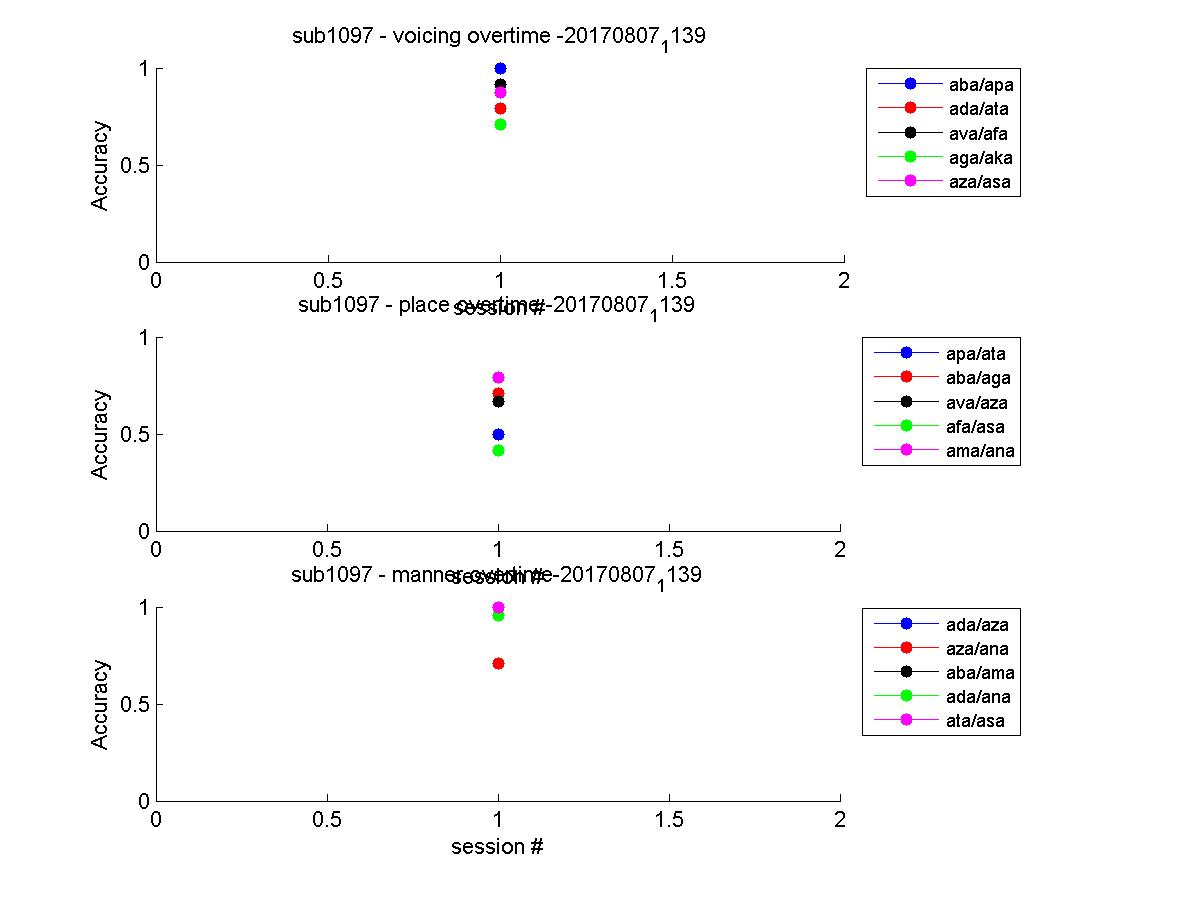 sub1097 - voicing overtime -20170807_1139
1
0.5
0
Accuracy
0
0.5
1
1.5
2
session #
aba/apa
ada/ata
ava/afa
aga/aka
aza/asa
sub1097 - place overtime -20170807_1139
1
0.5
0
Accuracy
0
0.5
1
1.5
2
session #
apa/ata
aba/aga
ava/aza
afa/asa
ama/ana
sub1097 - manner overtime-20170807_1139
1
0.5
0
Accuracy
0
0.5
1
1.5
2
session #
ada/aza
aza/ana
aba/ama
ada/ana
ata/asa